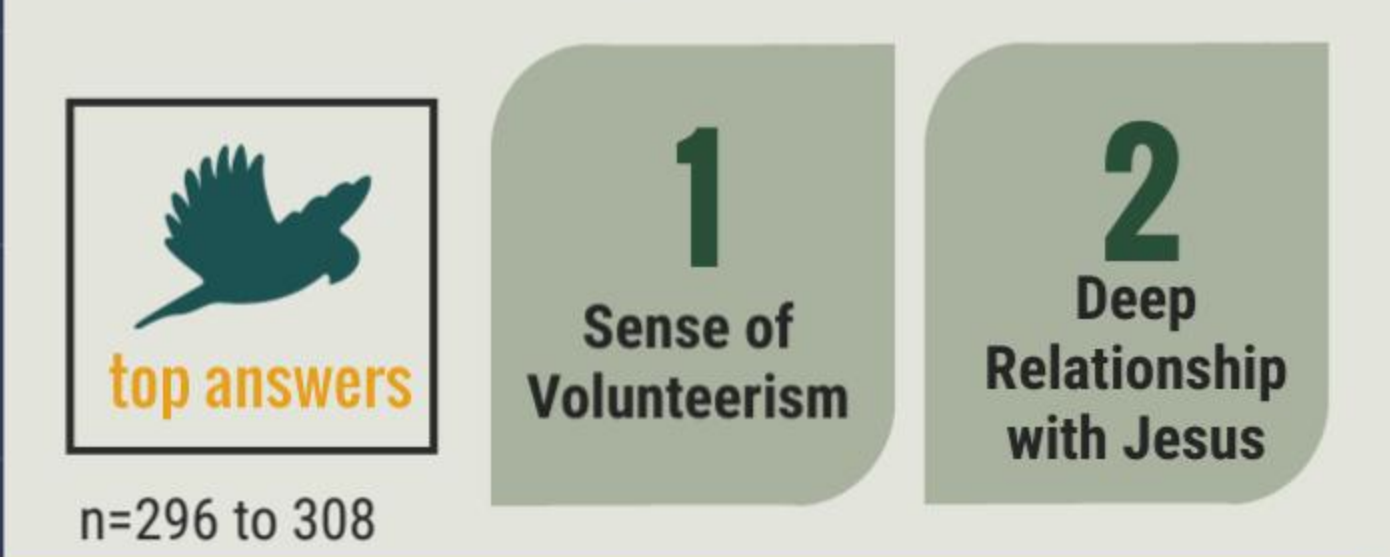 top answers
n=296 to 308
1
Sense of
Volunteerism
2
Deep
Relationship
with Jesus